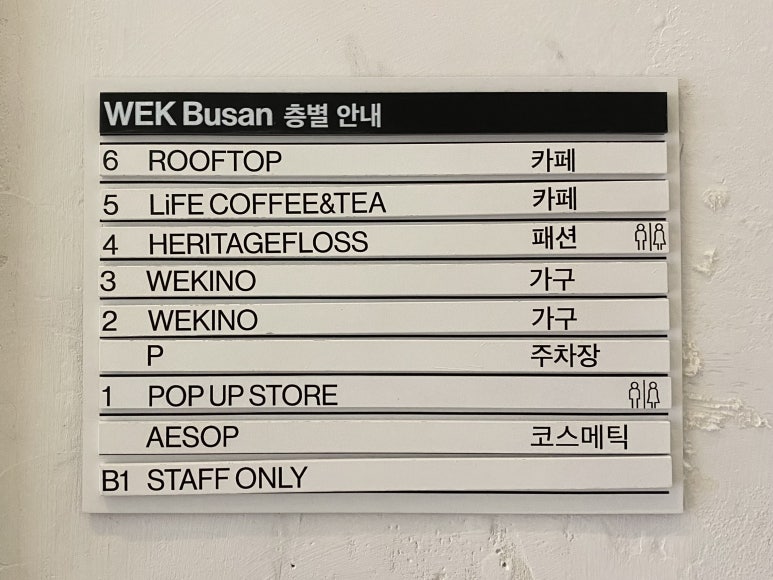 WEK Busan 층별 안내
6 ROOFTOP 카페
5 LiFE COFFEE&TEA 카페
4 HERITAGEFLOSS 패션
3 WEKINO 가구
2 WEKINO 가구
P 주차장
1 POP UP STORE
AESOP 코스메틱
B1 STAFF ONLY